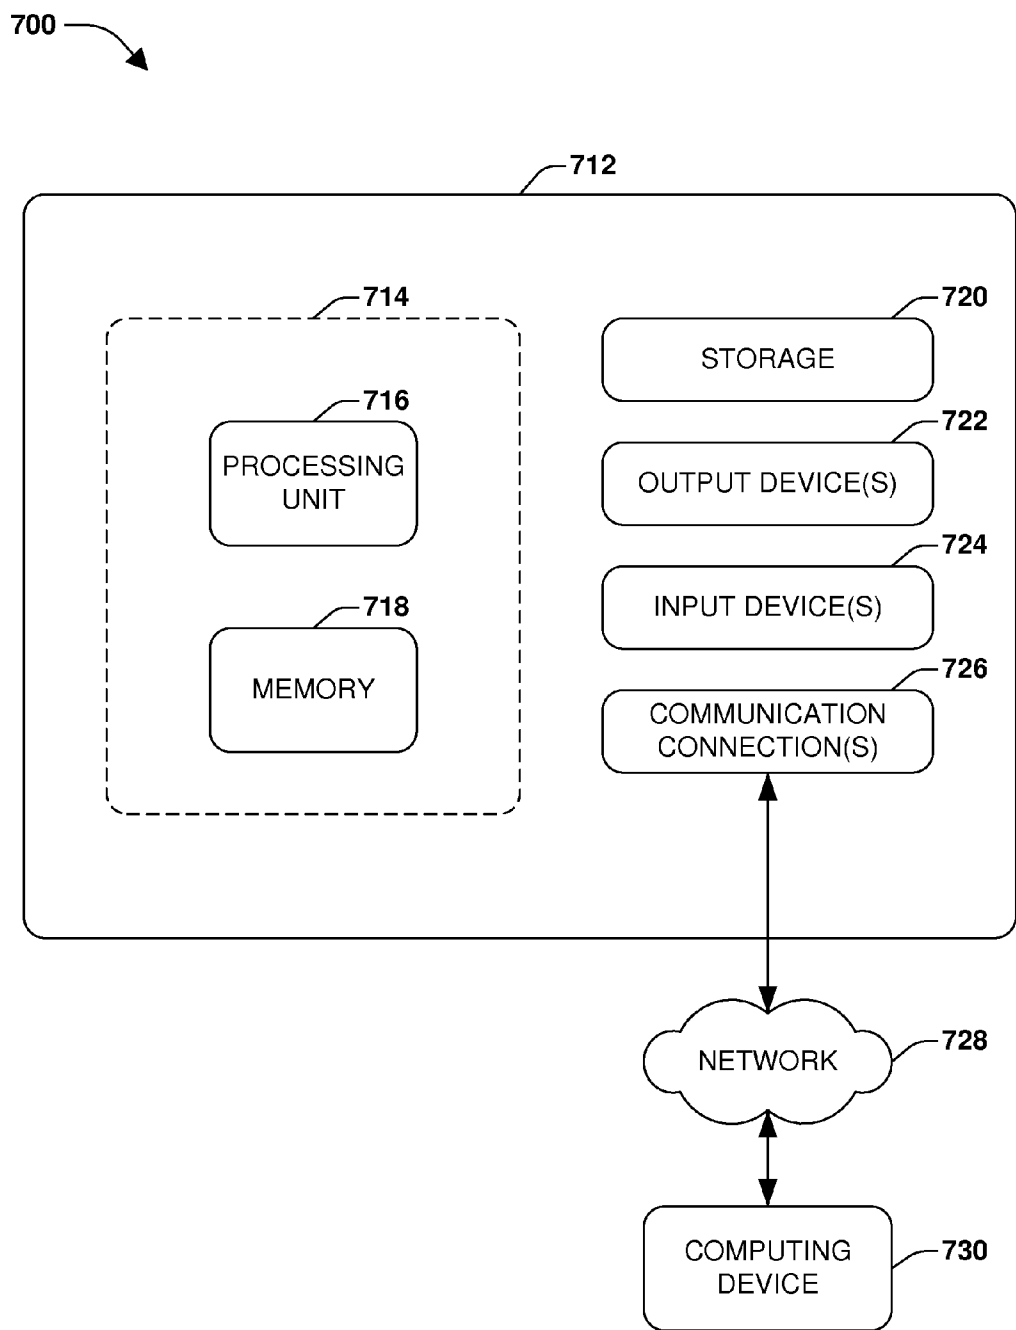 700
712
714
720
STORAGE
716
722
PROCESSING
UNIT
OUTPUT DEVICE(S)
724
INPUT DEVICE(S)
718
MEMORY
726
COMMUNICATION
CONNECTION(S)
NETWORK
728
COMPUTING
DEVICE
730